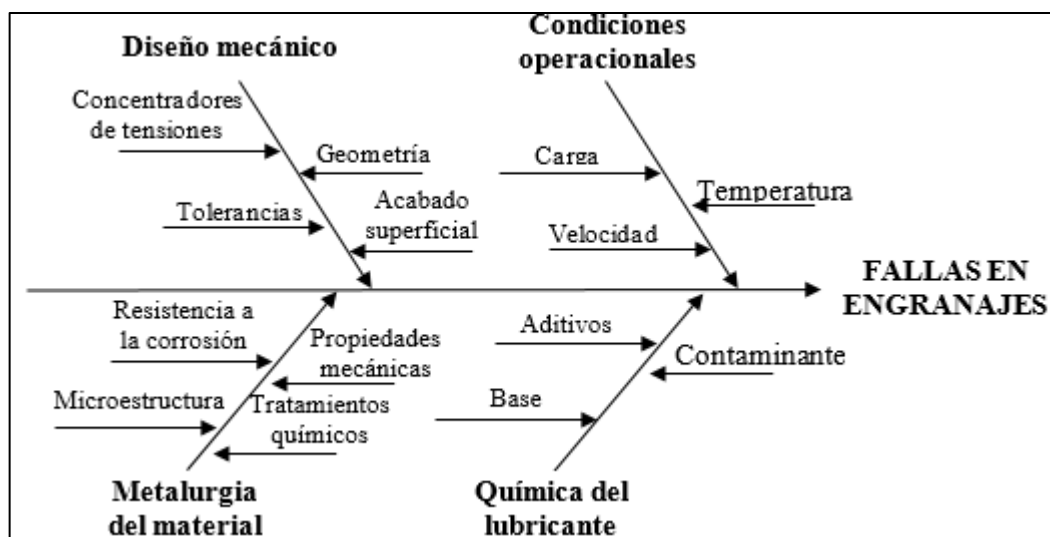 Diseño mecánico
Condiciones
operacionales
Concentradores
de tensiones
Geometría
Tolerancias
Acabado
superficial
Carga
Temperatura
Velocidad
FALLAS EN
ENGRANAJES
Resistencia a
la corrosión
Propiedades
mecánicas
Microestructura
Tratamientos
químicos
Aditivos
Contaminante
Base
Metalurgia
del material
Química del
lubricante